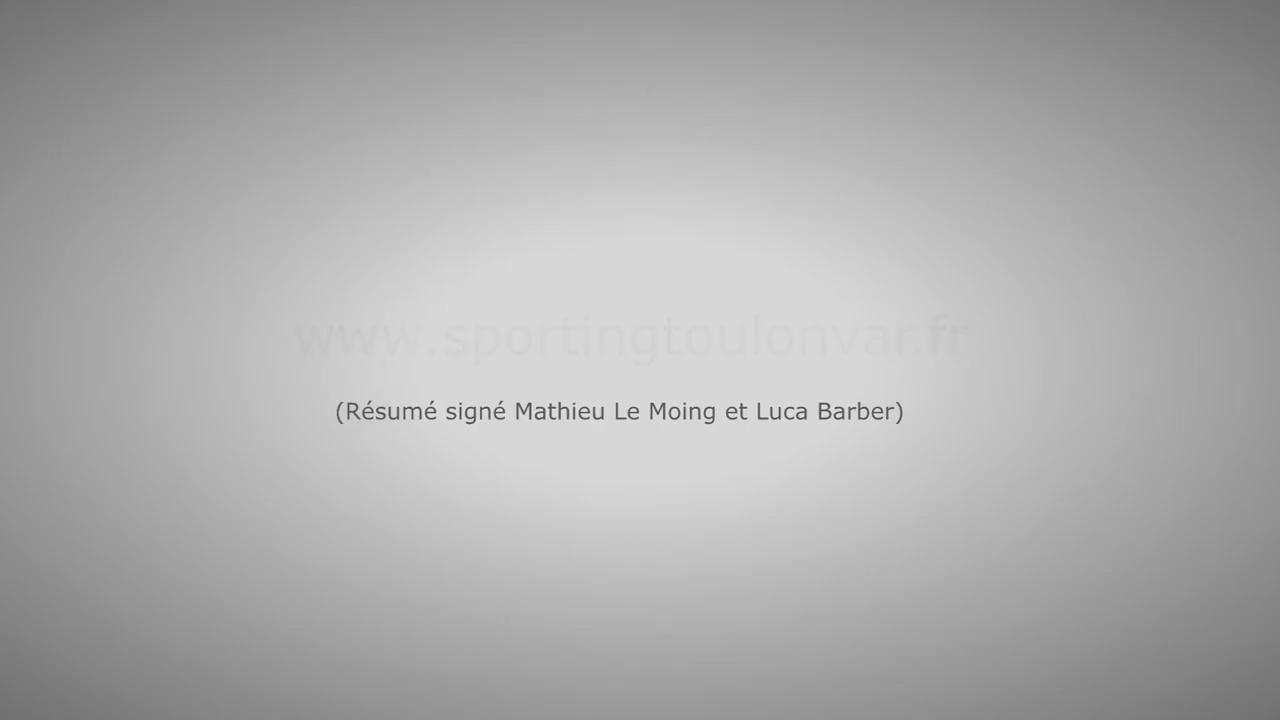 www.sportingtoulonvar.fr
(Résumé signé Mathieu Le Moing et Luca Barber)